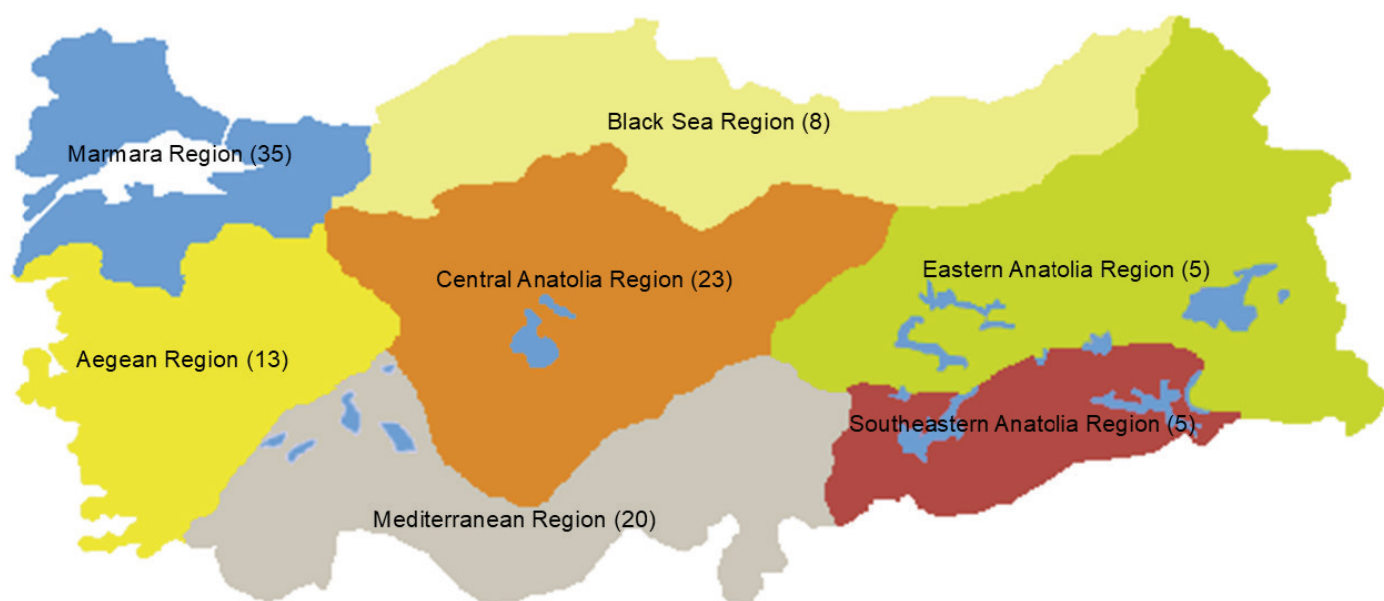 Black Sea Region (8)
Marmara Region (35)
Central Anatolia Region (23)
Eastern Anatolia Region (5)
Aegean Region (13)
Southeastern Anatolia Region (5)
Mediterranean Region (20)